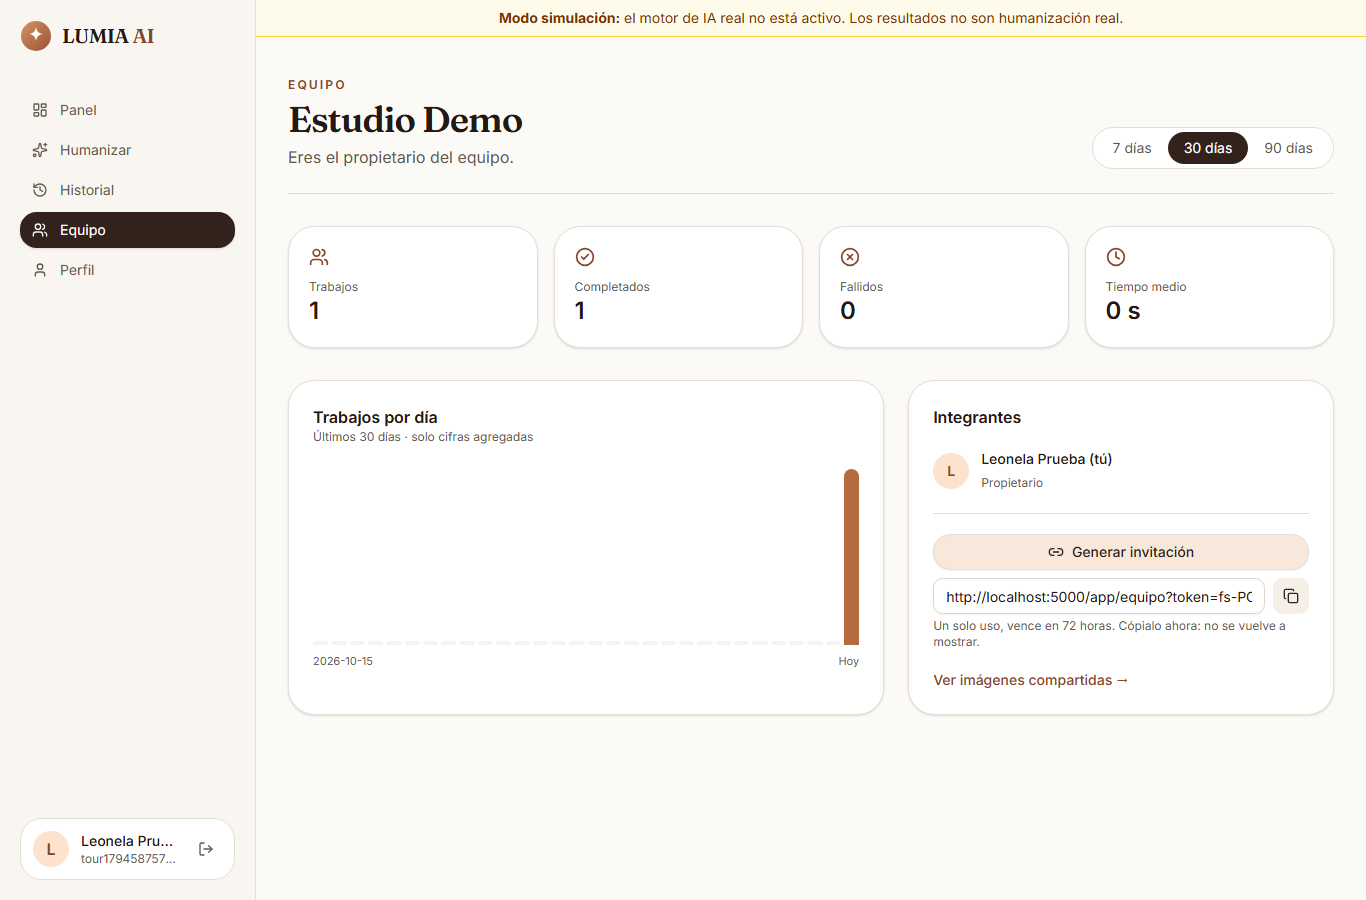 LUMIA AI
Panel
Humanizar
Historial
Equipo
Perfil
Leonela Pru...
tour179458757...
Modo simulación: el motor de IA real no está activo. Los resultados no son humanización real.
EQUIPO
Estudio Demo
Eres el propietario del equipo.
7 días
30 días
90 días
Trabajos
1
Completados
1
Fallidos
0
Tiempo medio
0 s
Trabajos por día
Últimos 30 días · solo cifras agregadas
2026-10-15
Hoy
Integrantes
L
Leonela Prueba (tú)
Propietario
Generar invitación
http://localhost:5000/app/equipo?token=fs-PC
Un solo uso, vence en 72 horas. Cópialo ahora: no se vuelve a
mostrar.
Ver imágenes compartidas →
L